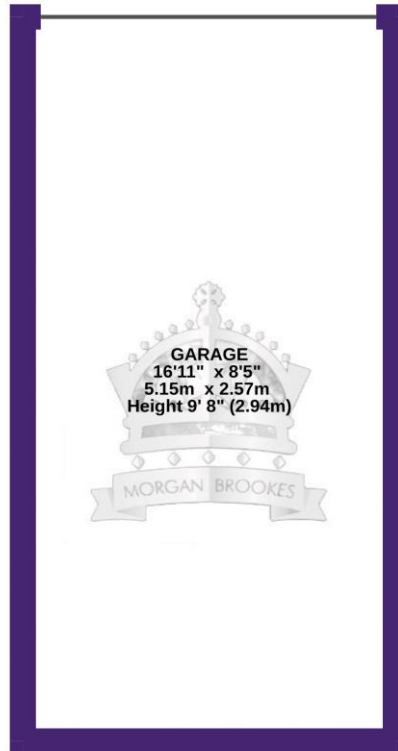 GARAGE
16'11" x 8'5"
5.15m x 2.57m
Height 9' 8" (2.94m)
MORGAN BROOKES